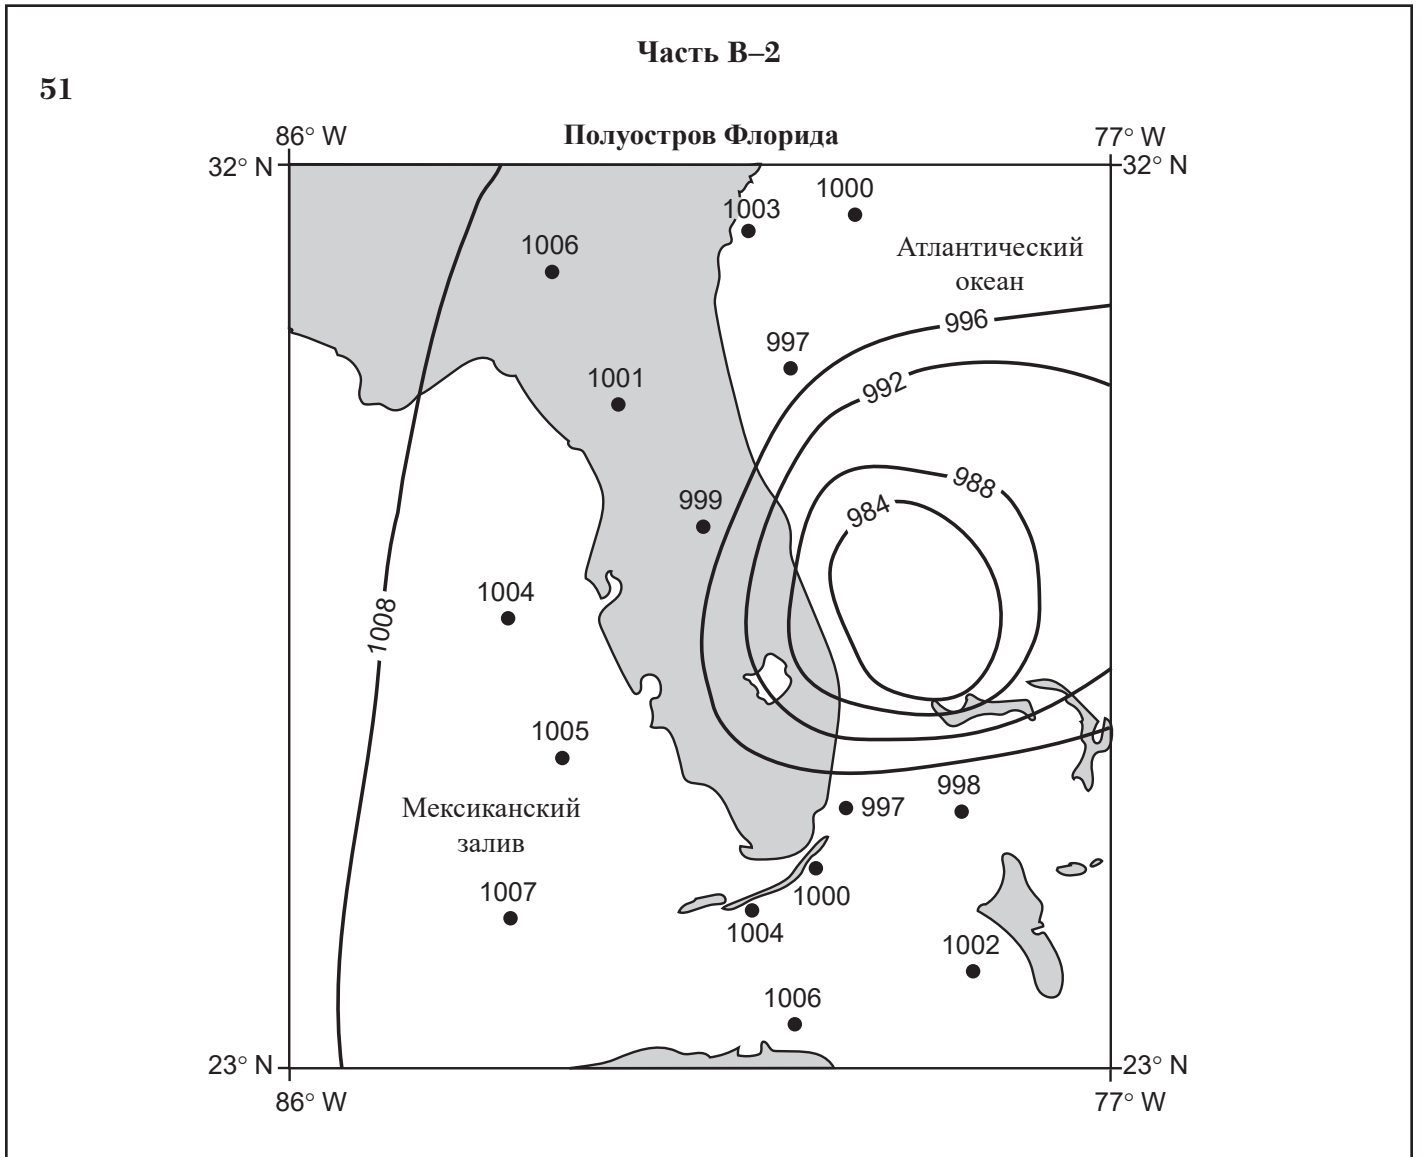 Часть B–2
51
86° W
Полуостров Флорида
77° W
32° N
32° N
1000
1003
1006
Атлантический
океан
996
997
1001
992
988
984
999
1004
1008
1005
998
Мексиканский
залив
997
1007
1000
1004
1002
1006
23° N
23° N
86° W
77° W